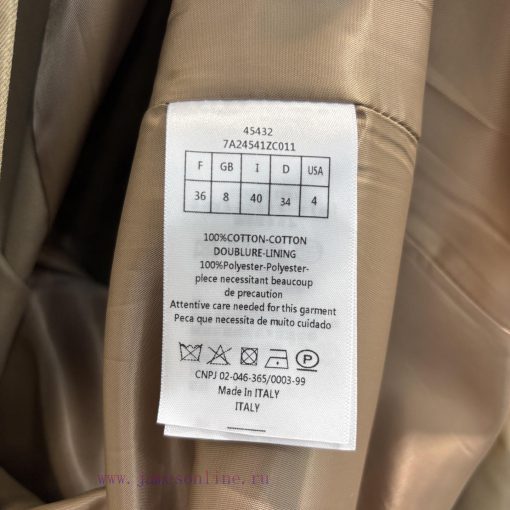 45432
7A24541ZC011
F GB I D USA
36 8 40 34 4
100%COTTON-COTTON
DOUBLURE-LINING
100%Polyester-Polyester-
piece necessitant beaucoup
de precaution
Attentive care needed for this garment
Peca que necessita de muito cuidado
P
CNPJ 02-046-365/0003-99
Made In ITALY
ITALY